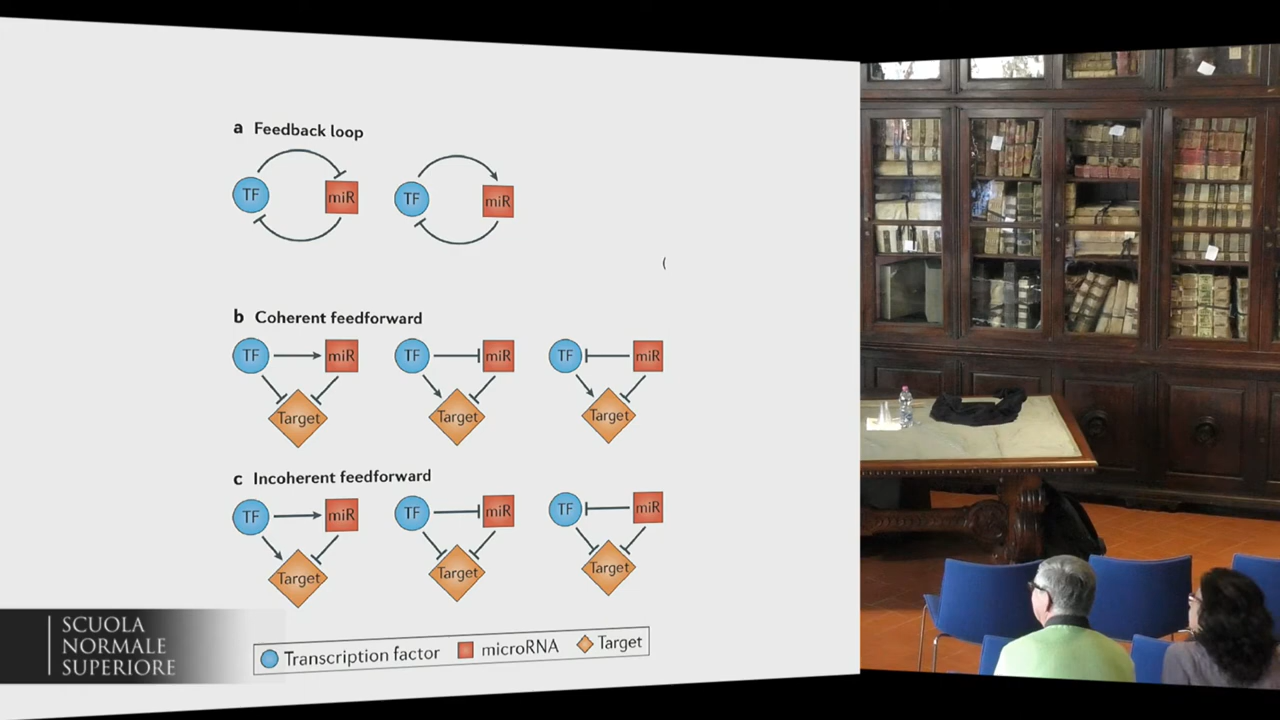 a Feedback loop
TF miR TF miR
(
b Coherent feedforward
TF miR TF miR TF miR
Target Target Target
c Incoherent feedforward
TF miR TF miR TF miR
Target Target Target
Transcription factor microRNA Target
SCUOLA
NORMALE
SUPERIORE